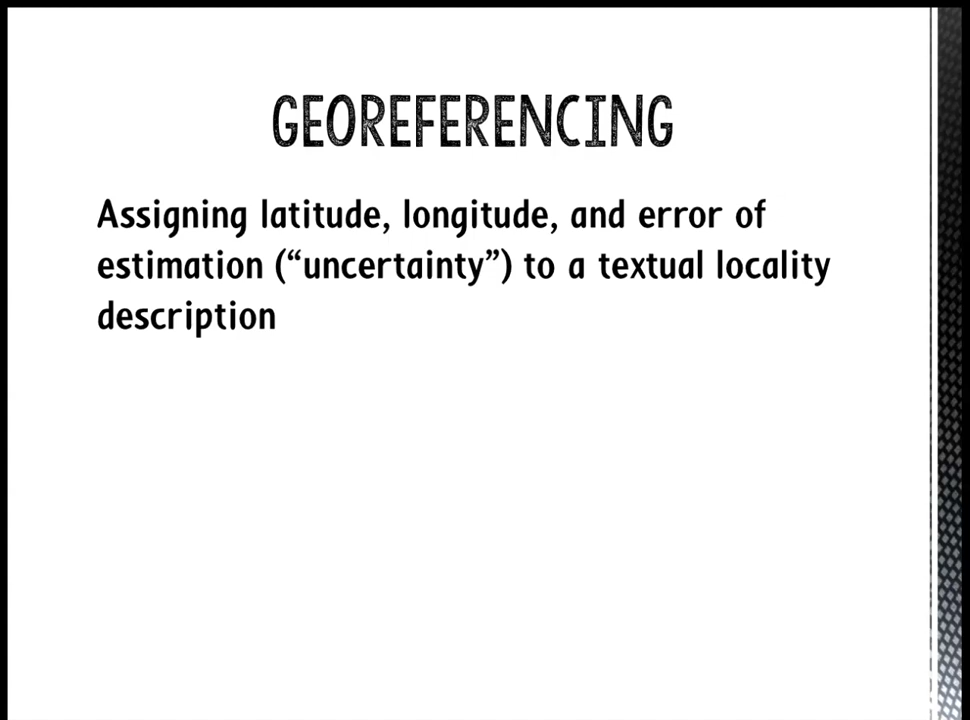 GEOREFERENCING
Assigning latitude, longitude, and error of
estimation (“uncertainty”) to a textual locality
description